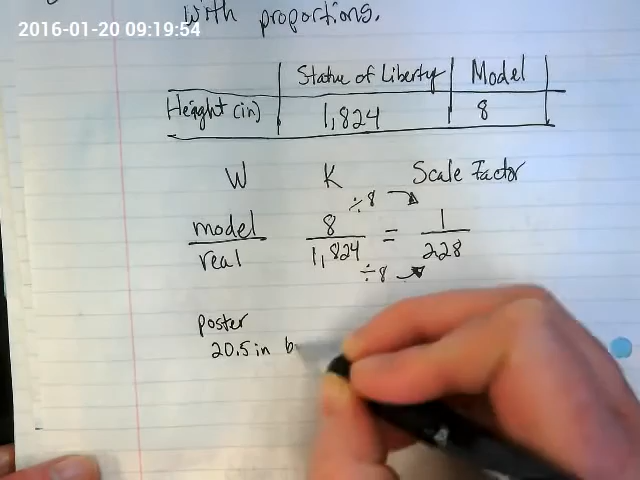 with proportions.
2016-01-20 09:19:54
Statue of Liberty Model
Height (in) 1,824 8
W K Scale Factor
÷8
model 8 = 1
real 1,824 228
÷8
poster
20.5 in b